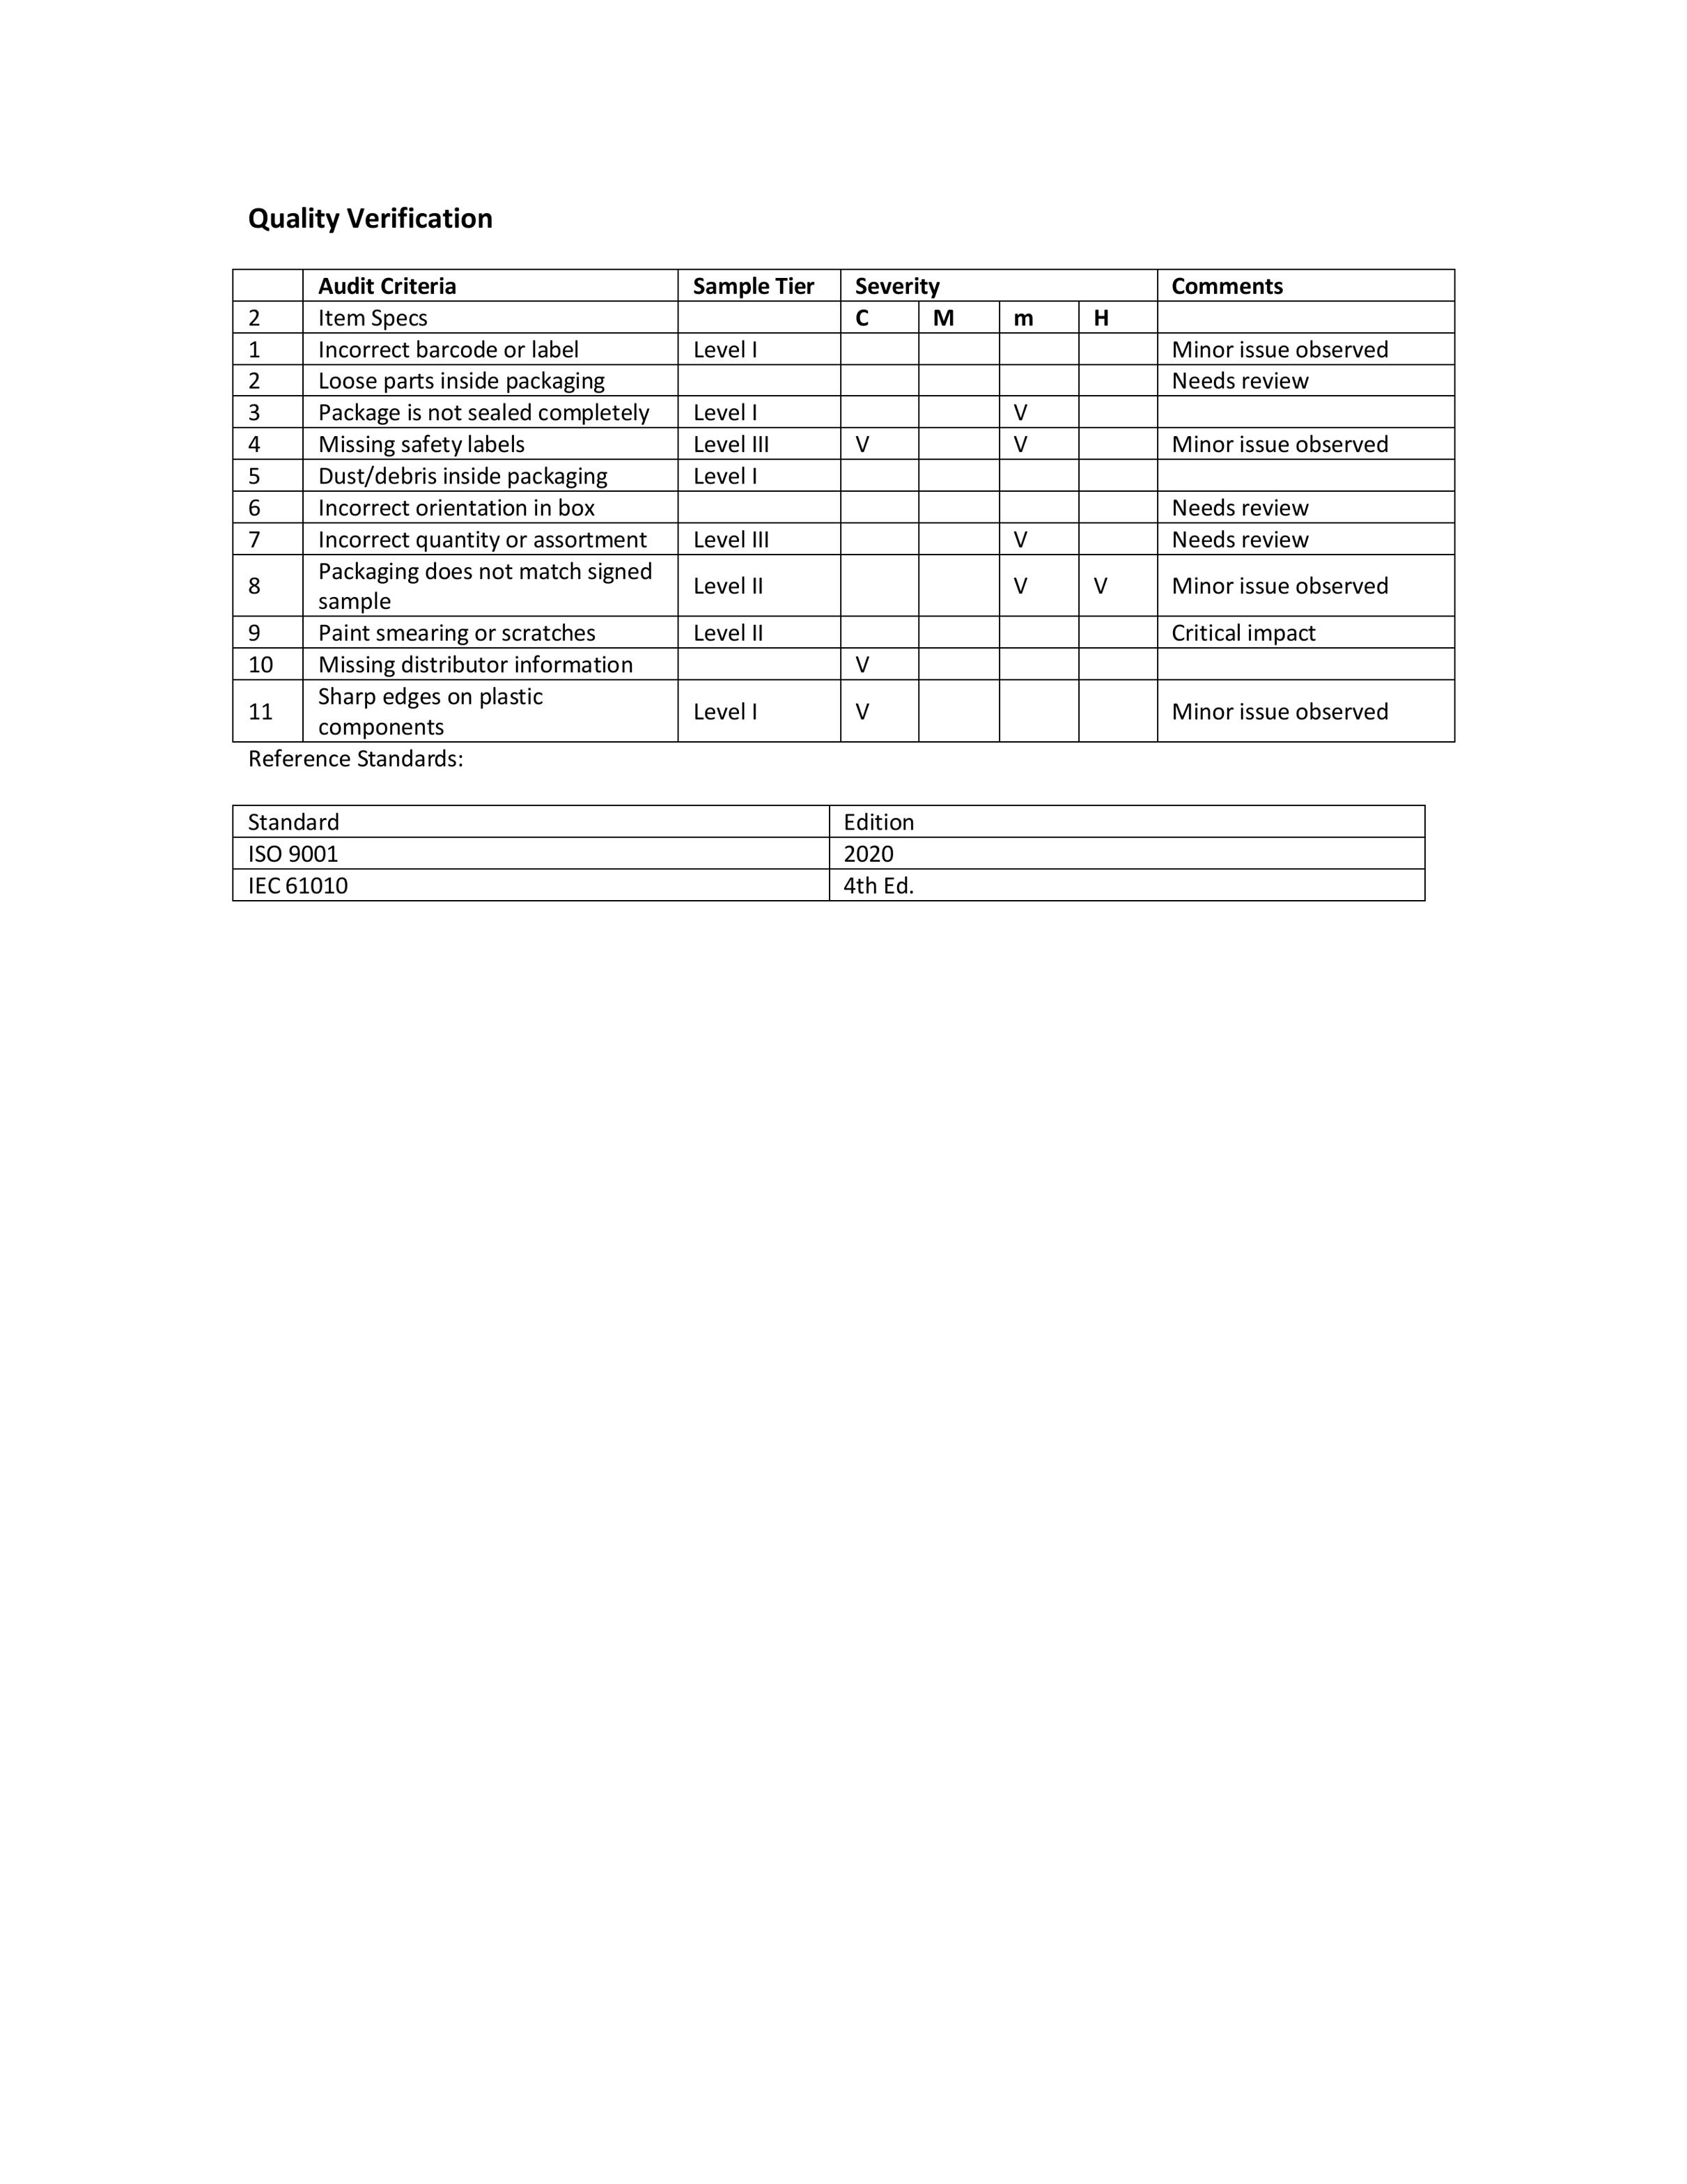 Quality Verification
Audit Criteria Sample Tier Severity Comments
2 Item Specs C M m H
1 Incorrect barcode or label Level I Minor issue observed
2 Loose parts inside packaging Needs review
3 Package is not sealed completely Level I V
4 Missing safety labels Level III V V Minor issue observed
5 Dust/debris inside packaging Level I
6 Incorrect orientation in box Needs review
7 Incorrect quantity or assortment Level III V Needs review
8 Packaging does not match signed
sample Level II V V Minor issue observed
9 Paint smearing or scratches Level II Critical impact
10 Missing distributor information V
11 Sharp edges on plastic
components Level I V Minor issue observed
Reference Standards:
Standard Edition
ISO 9001 2020
IEC 61010 4th Ed.